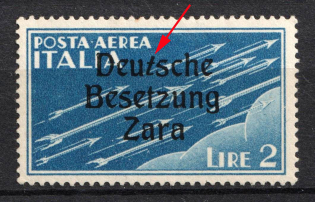 POSTA-AEREA
ITALIA
Deutsche
Besetzung
Zara
LIRE 2